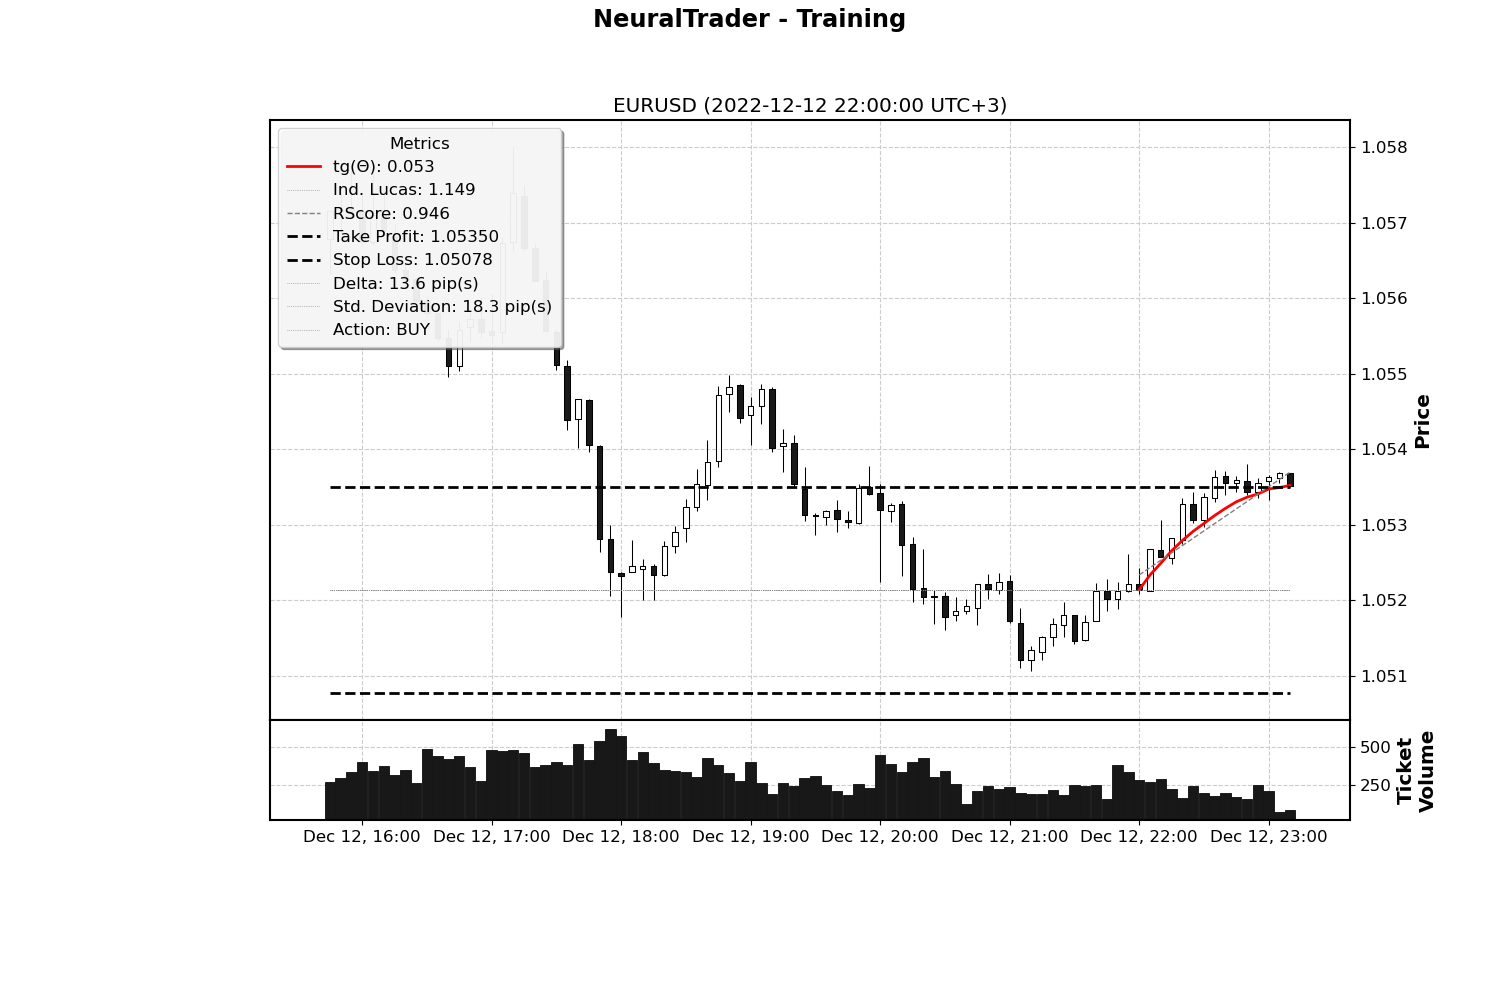 NeuralTrader - Training
EURUSD (2022-12-12 22:00:00 UTC+3)
Metrics
tg(Θ): 0.053
Ind. Lucas: 1.149
RScore: 0.946
Take Profit: 1.05350
Stop Loss: 1.05078
Delta: 13.6 pip(s)
Std. Deviation: 18.3 pip(s)
Action: BUY
1.058
1.057
1.056
1.055
1.054
1.053
1.052
1.051
Price
500
250
Ticket
Volume
Dec 12, 16:00
Dec 12, 17:00
Dec 12, 18:00
Dec 12, 19:00
Dec 12, 20:00
Dec 12, 21:00
Dec 12, 22:00
Dec 12, 23:00